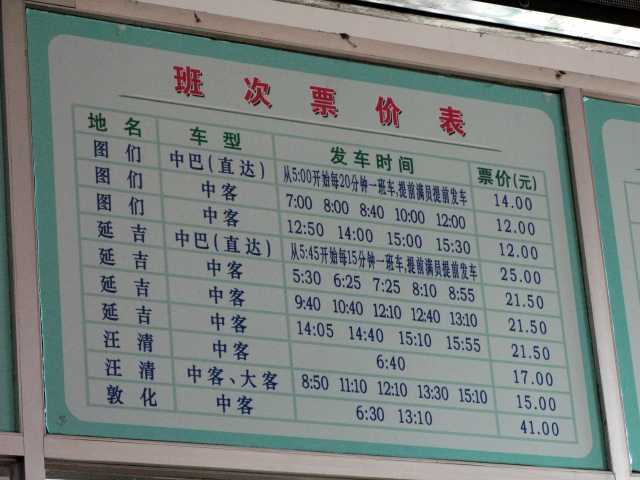 班次票价表
地名 车型 发车时间 票价(元)
图们 中巴(直达) 从5:00开始每20分钟一班车,提前满员提前发车 14.00
图们 中客 7:00 8:00 8:40 10:00 12:00 12.00
图们 中客 12:50 14:00 15:00 15:30 12.00
延吉 中巴(直达) 从5:45开始每15分钟一班车,提前满员提前发车 25.00
延吉 中客 5:30 6:25 7:25 8:10 8:55 21.50
延吉 中客 9:40 10:40 12:10 12:40 13:10 21.50
延吉 中客 14:05 14:40 15:10 15:55 21.50
汪清 中客 6:40 17.00
汪清 中客、大客 8:50 11:10 12:10 13:30 15:10 15.00
敦化 中客 6:30 13:10 41.00